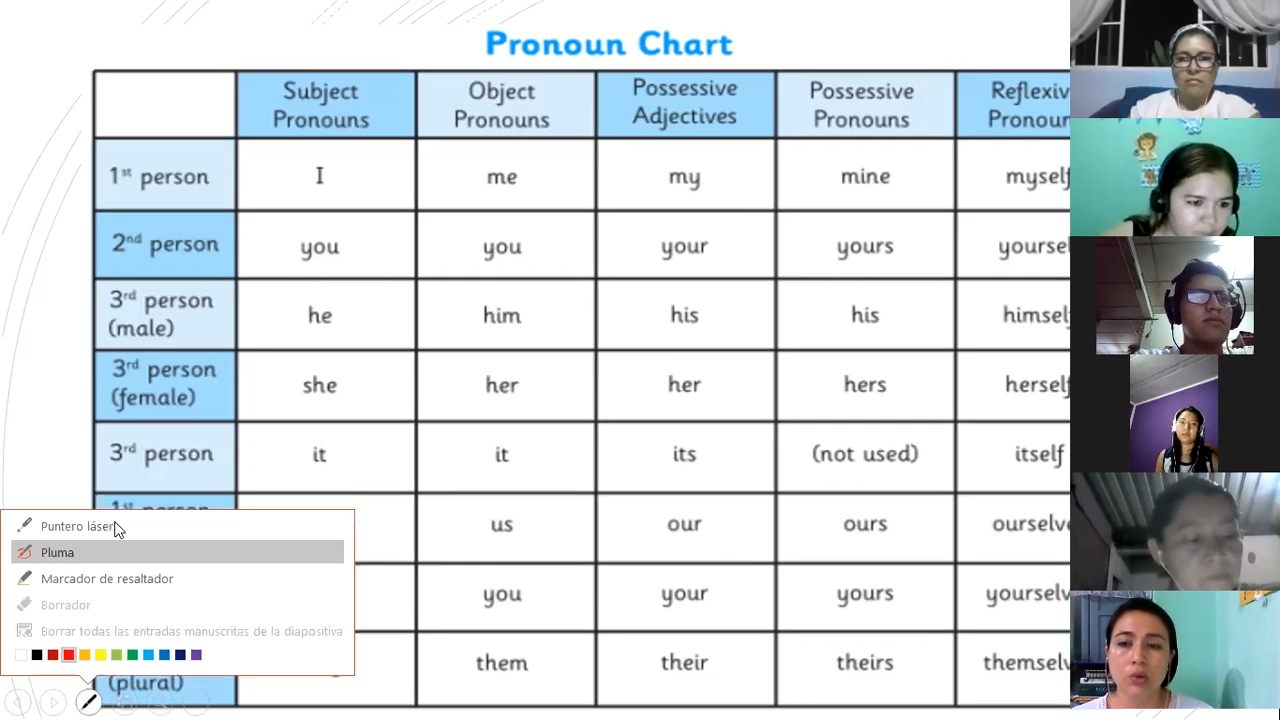 Pronoun Chart
Subject Pronouns Object Pronouns Possessive Adjectives Possessive Pronouns
1st person I me my mine
2nd person you you your yours
3rd person (male) he him his his
3rd person (female) she her her hers
3rd person it it its (not used) itself
1st person us our ours
you your yours
(plural) them their theirs
Puntero láser
Pluma
Marcador de resaltador
Borrador
Borrar todas las entradas manuscritas de la diapositiva